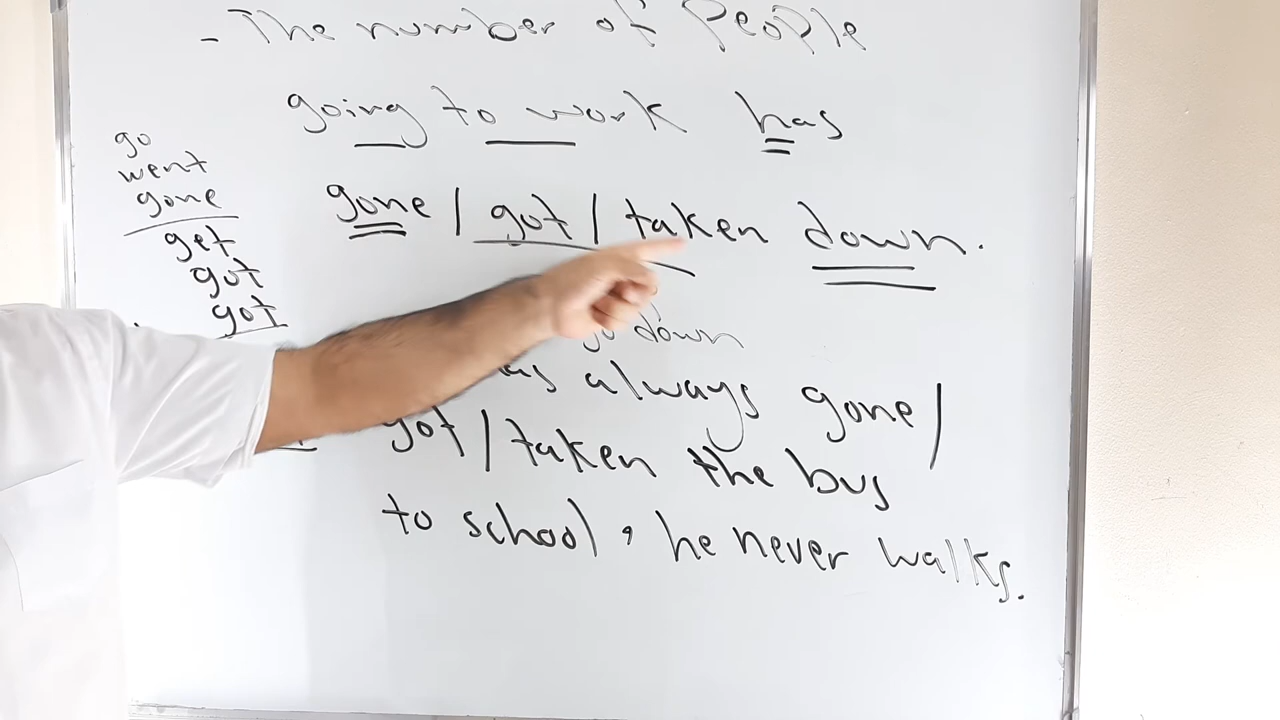 - The number of People
going to work has
go
went
gone
gone / got / taken down.
get
got
got
go down
always gone /
got / taken the bus
to school, he never walks.